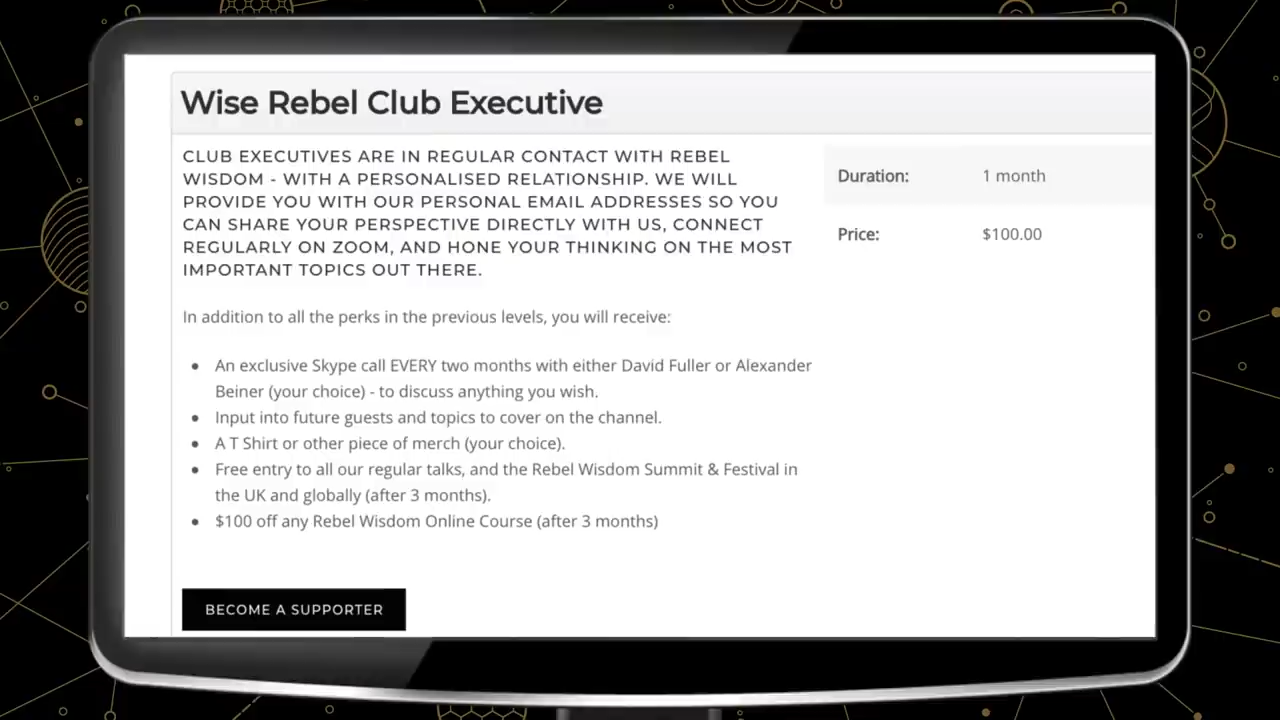 Wise Rebel Club Executive
CLUB EXECUTIVES ARE IN REGULAR CONTACT WITH REBEL
WISDOM - WITH A PERSONALISED RELATIONSHIP. WE WILL
PROVIDE YOU WITH OUR PERSONAL EMAIL ADDRESSES SO YOU
CAN SHARE YOUR PERSPECTIVE DIRECTLY WITH US, CONNECT
REGULARLY ON ZOOM, AND HONE YOUR THINKING ON THE MOST
IMPORTANT TOPICS OUT THERE.
In addition to all the perks in the previous levels, you will receive:
• An exclusive Skype call EVERY two months with either David Fuller or Alexander
Beiner (your choice) - to discuss anything you wish.
• Input into future guests and topics to cover on the channel.
• A T Shirt or other piece of merch (your choice).
• Free entry to all our regular talks, and the Rebel Wisdom Summit & Festival in
the UK and globally (after 3 months).
• $100 off any Rebel Wisdom Online Course (after 3 months)
BECOME A SUPPORTER
Duration: 1 month
Price: $100.00